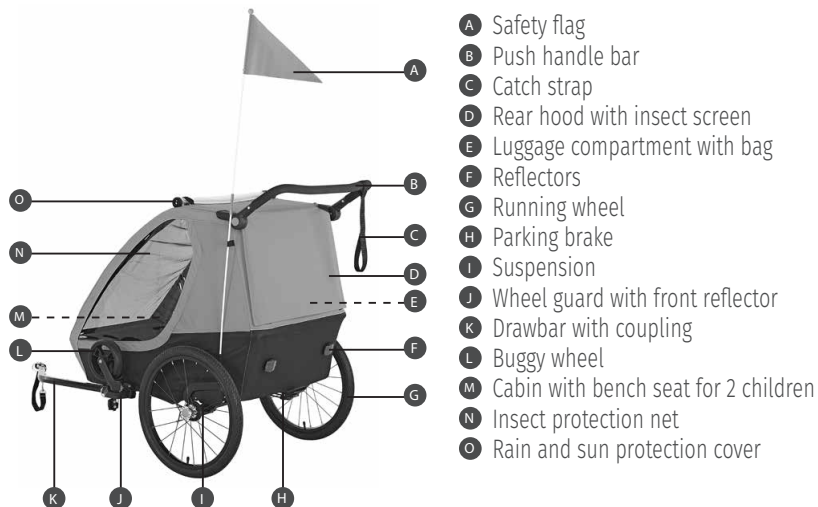 A
B
C
D
E
F
G
H
I
J
K
L
M
N
O
A Safety flag
B Push handle bar
C Catch strap
D Rear hood with insect screen
E Luggage compartment with bag
F Reflectors
G Running wheel
H Parking brake
I Suspension
J Wheel guard with front reflector
K Drawbar with coupling
L Buggy wheel
M Cabin with bench seat for 2 children
N Insect protection net
O Rain and sun protection cover